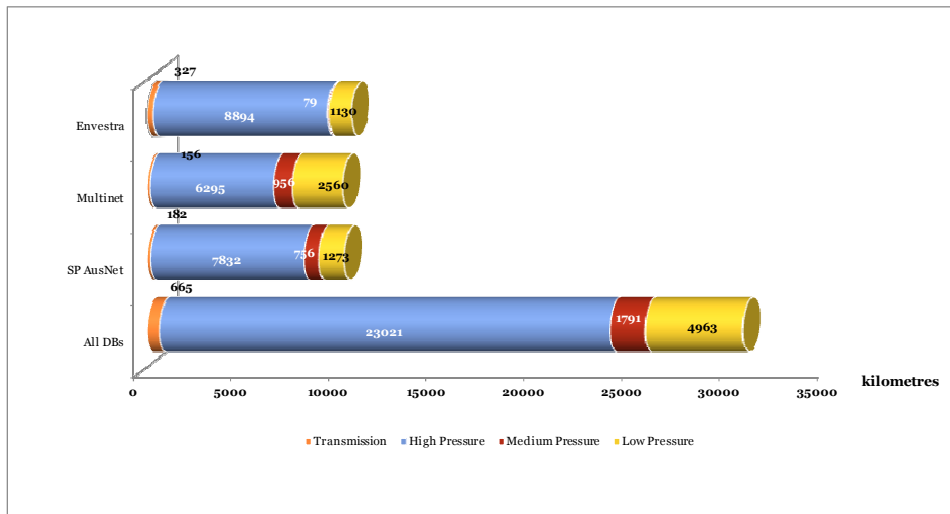 327
Envestra
8894
79
1130
156
Multinet
6295
956
2560
182
SP AusNet
7832
756
1273
665
All DBs
23021
1791
4963
0 5000 10000 15000 20000 25000 30000 35000
kilometres
Transmission High Pressure Medium Pressure Low Pressure